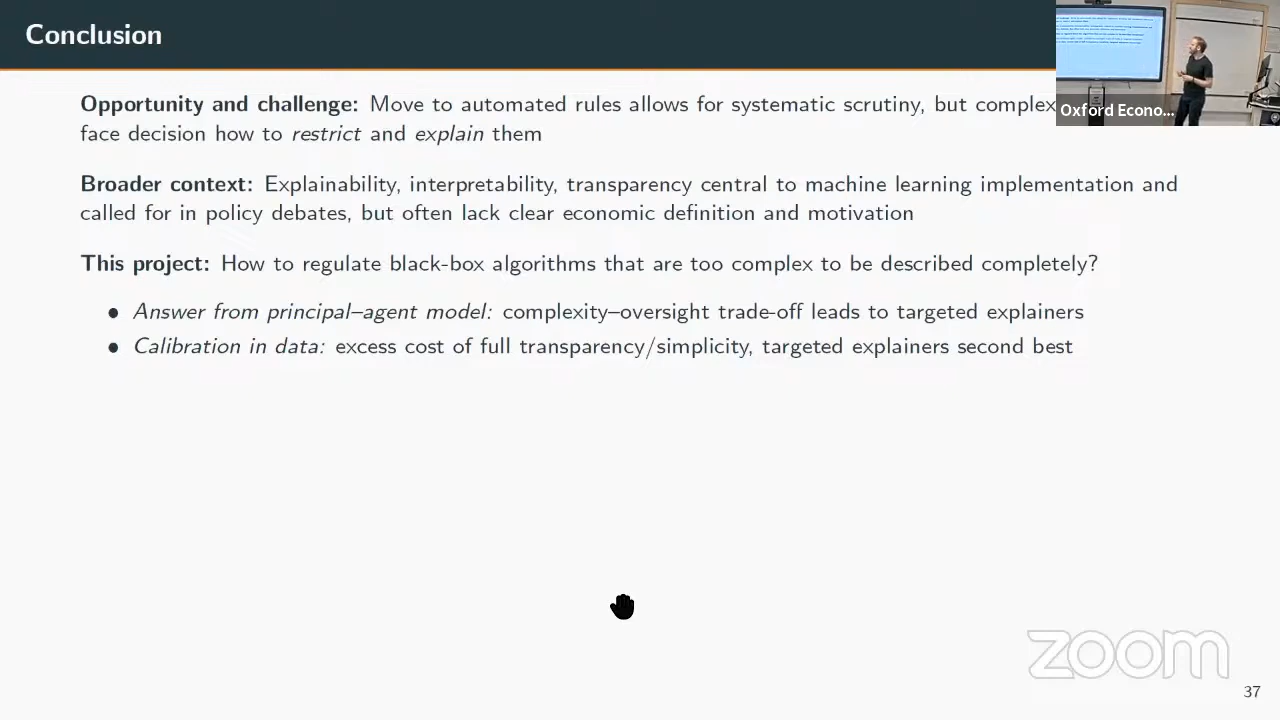 Conclusion
Opportunity and challenge: Move to automated rules allows for systematic scrutiny, but complex
face decision how to restrict and explain them
Oxford Econo...
Broader context: Explainability, interpretability, transparency central to machine learning implementation and
called for in policy debates, but often lack clear economic definition and motivation
This project: How to regulate black-box algorithms that are too complex to be described completely?
• Answer from principal–agent model: complexity–oversight trade-off leads to targeted explainers
• Calibration in data: excess cost of full transparency/simplicity, targeted explainers second best
zoom
37